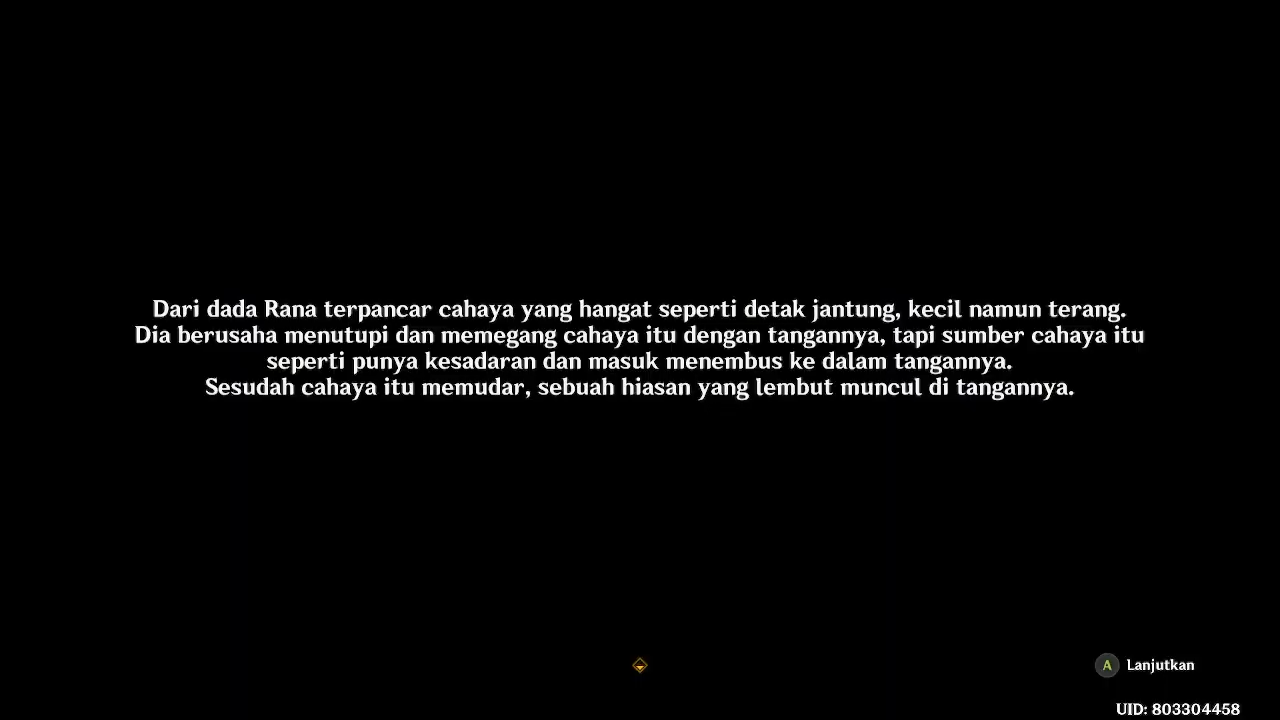 Dari dada Rana terpancar cahaya yang hangat seperti detak jantung, kecil namun terang.
Dia berusaha menutupi dan memegang cahaya itu dengan tangannya, tapi sumber cahaya itu
seperti punya kesadaran dan masuk menembus ke dalam tangannya.
Sesudah cahaya itu memudar, sebuah hiasan yang lembut muncul di tangannya.
A Lanjutkan
UID: 803304458